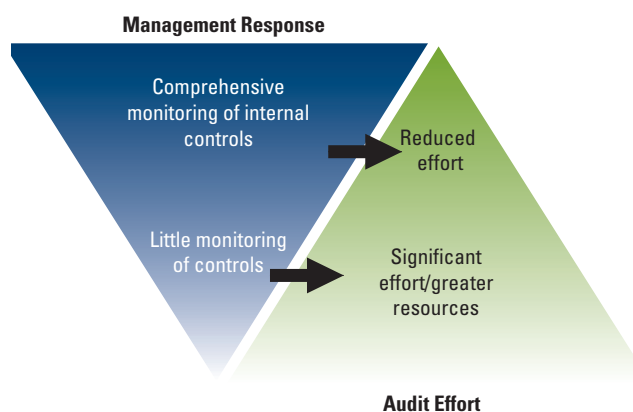 Management Response
Comprehensive
monitoring of internal
controls
Reduced
effort
Little monitoring
of controls
Significant
effort/greater
resources
Audit Effort